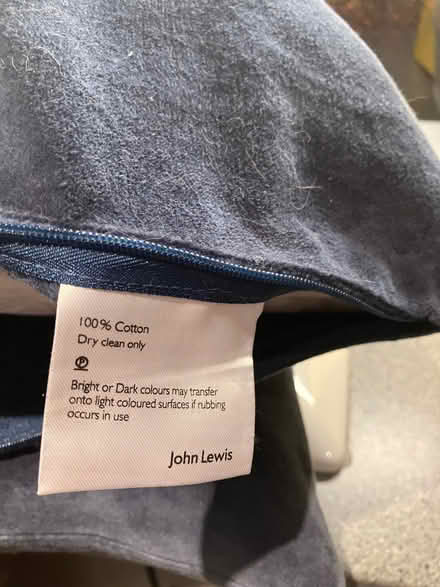 100% Cotton
Dry clean only
P
Bright or Dark colours may transfer
onto light coloured surfaces if rubbing
occurs in use
John Lewis